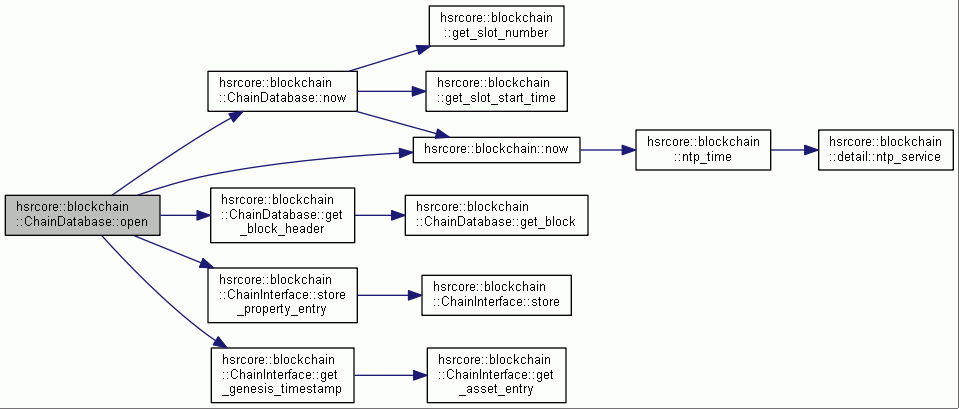 hsrcore::blockchain
::ChainDatabase::open
hsrcore::blockchain
::ChainDatabase::now
hsrcore::blockchain
::get_slot_number
hsrcore::blockchain
::get_slot_start_time
hsrcore::blockchain::now
hsrcore::blockchain
::ntp_time
hsrcore::blockchain
::detail::ntp_service
hsrcore::blockchain
::ChainDatabase::get
_block_header
hsrcore::blockchain
::ChainDatabase::get_block
hsrcore::blockchain
::ChainInterface::store
_property_entry
hsrcore::blockchain
::ChainInterface::store
hsrcore::blockchain
::ChainInterface::get
_genesis_timestamp
hsrcore::blockchain
::ChainInterface::get
_asset_entry